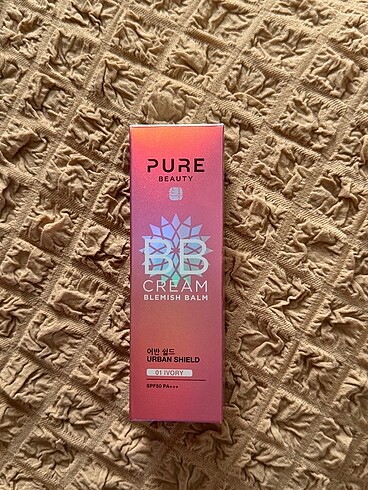 PURE
BEAUTY
BB
CREAM
BLEMISH BALM
어반 쉴드
URBAN SHIELD
01 IVORY
SPF50 PA+++